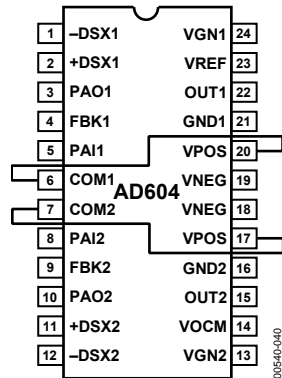 1 –DSX1 VGN1 24
2 +DSX1 VREF 23
3 PAO1 OUT1 22
4 FBK1 GND1 21
5 PAI1 VPOS 20
6 COM1 VNEG 19
AD604
7 COM2 VNEG 18
8 PAI2 VPOS 17
9 FBK2 GND2 16
10 PAO2 OUT2 15
11 +DSX2 VOCM 14
12 –DSX2 VGN2 13
00540-040